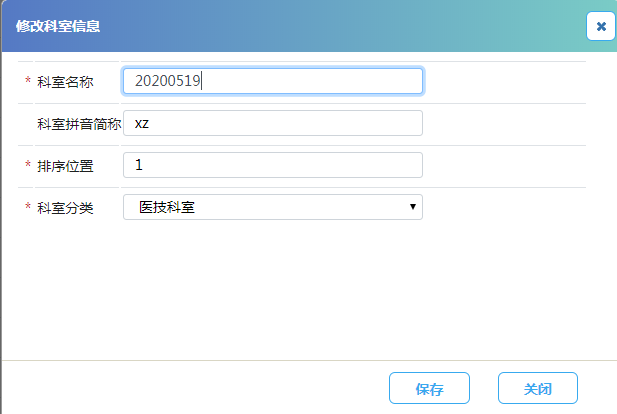 修改科室信息
* 科室名称 20200519
科室拼音简称 xz
* 排序位置 1
* 科室分类 医技科室
保存 关闭